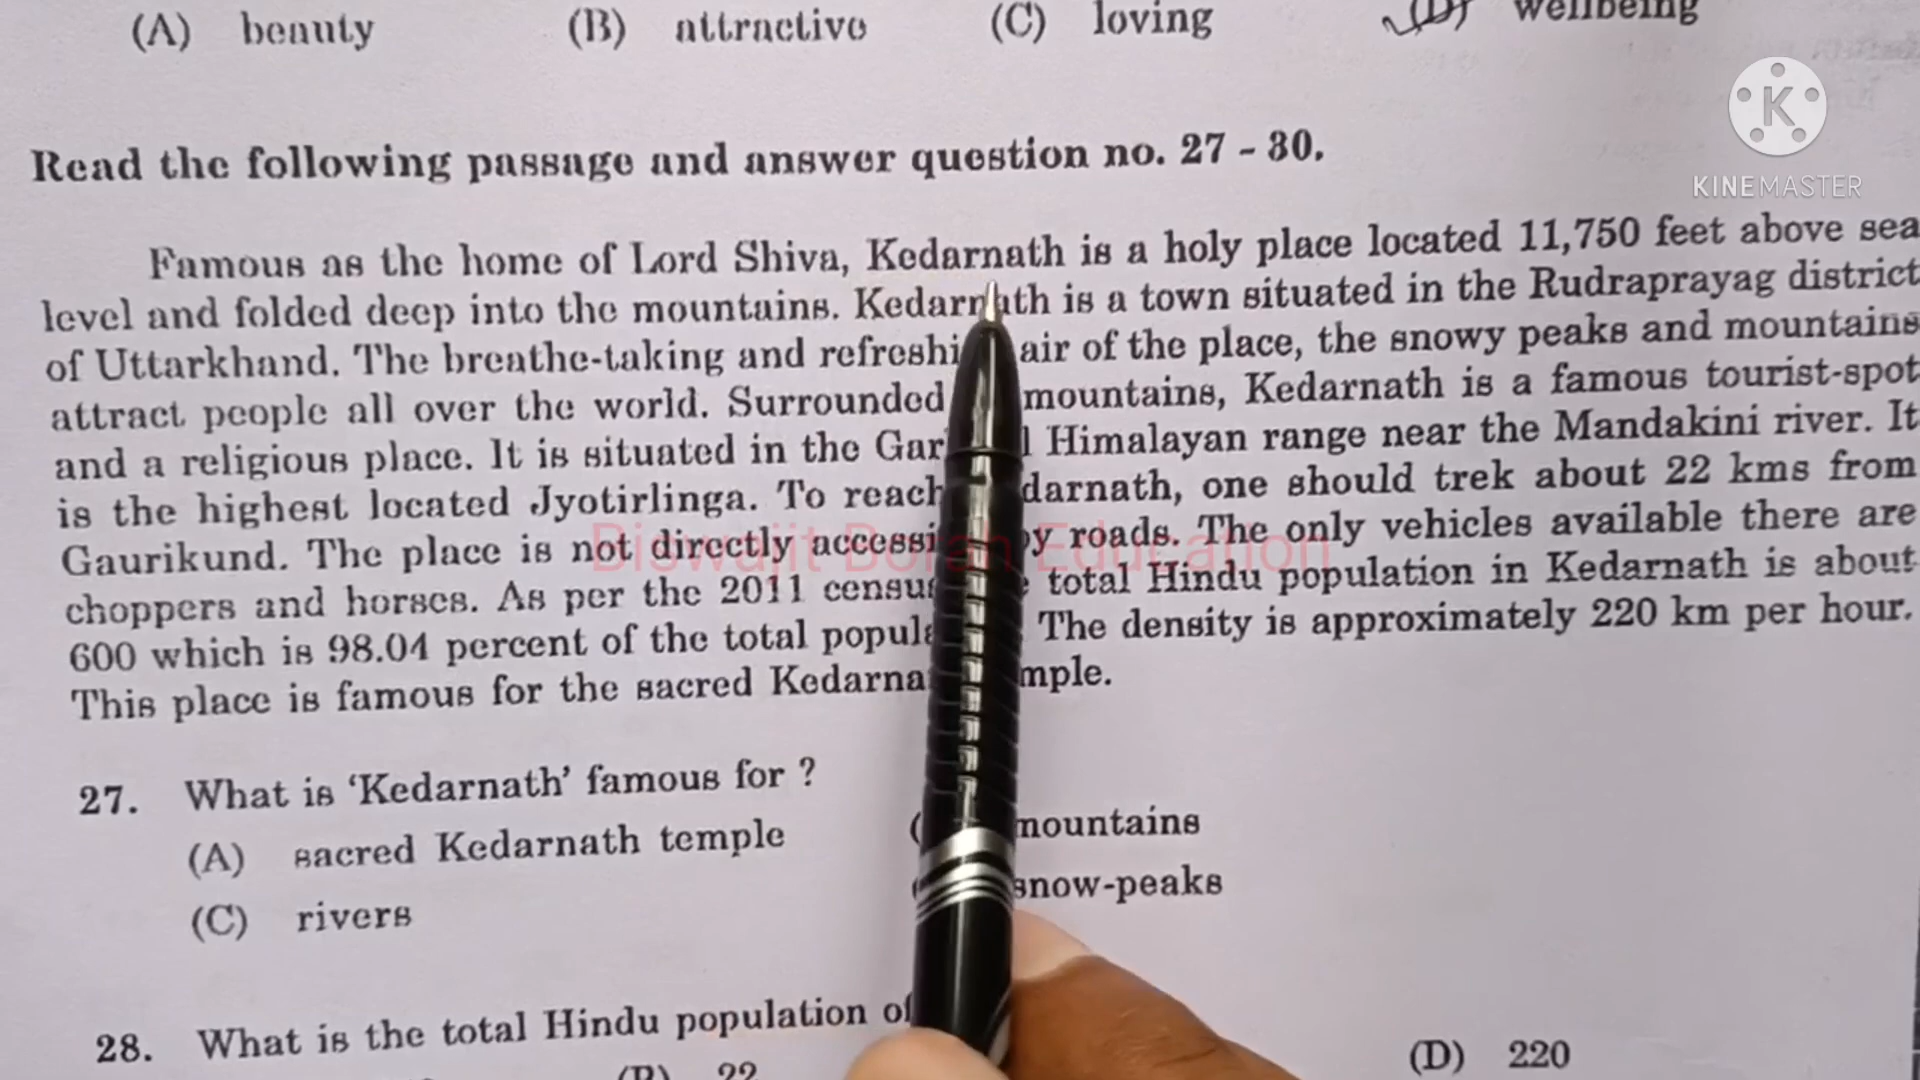 (A) beauty (B) attractive (C) loving (D) wellbeing
KINEMASTER
Read the following passage and answer question no. 27 - 30.
Famous as the home of Lord Shiva, Kedarnath is a holy place located 11,750 feet above sea
level and folded deep into the mountains. Kedarnath is a town situated in the Rudraprayag district
of Uttarkhand. The breathe-taking and refreshi air of the place, the snowy peaks and mountains
attract people all over the world. Surrounded mountains, Kedarnath is a famous tourist-spot
and a religious place. It is situated in the Gar l Himalayan range near the Mandakini river. It
is the highest located Jyotirlinga. To reach darnath, one should trek about 22 kms from
Gaurikund. The place is not directly accessi by roads. The only vehicles available there are
Biswajit Borah Education
choppers and horses. As per the 2011 census total Hindu population in Kedarnath is about
600 which is 98.04 percent of the total popula The density is approximately 220 km per hour.
This place is famous for the sacred Kedarna mple.
27. What is ‘Kedarnath’ famous for ?
(A) sacred Kedarnath temple mountains
(C) rivers snow-peaks
28. What is the total Hindu population of
(B) 22 (D) 220